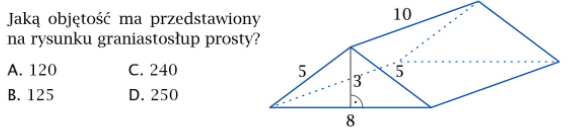 Jaką objętość ma przedstawiony
na rysunku graniastosłup prosty?
A. 120 C. 240
B. 125 D. 250
10
5 3 5
8